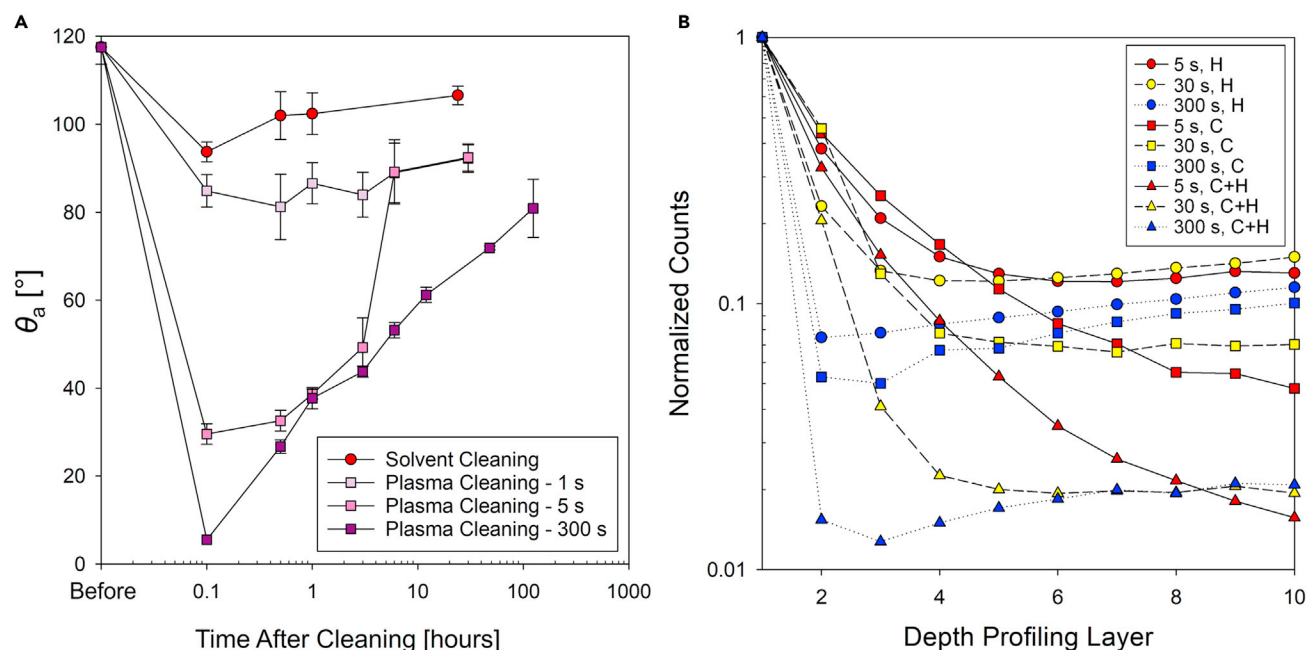 A
θa [°]
120
100
80
60
40
20
0
Before
0.1
1
10
100
1000
Time After Cleaning [hours]
Solvent Cleaning
Plasma Cleaning - 1 s
Plasma Cleaning - 5 s
Plasma Cleaning - 300 s
B
Normalized Counts
1
0.1
0.01
2
4
6
8
10
Depth Profiling Layer
5 s, H
30 s, H
300 s, H
5 s, C
30 s, C
300 s, C
5 s, C+H
30 s, C+H
300 s, C+H